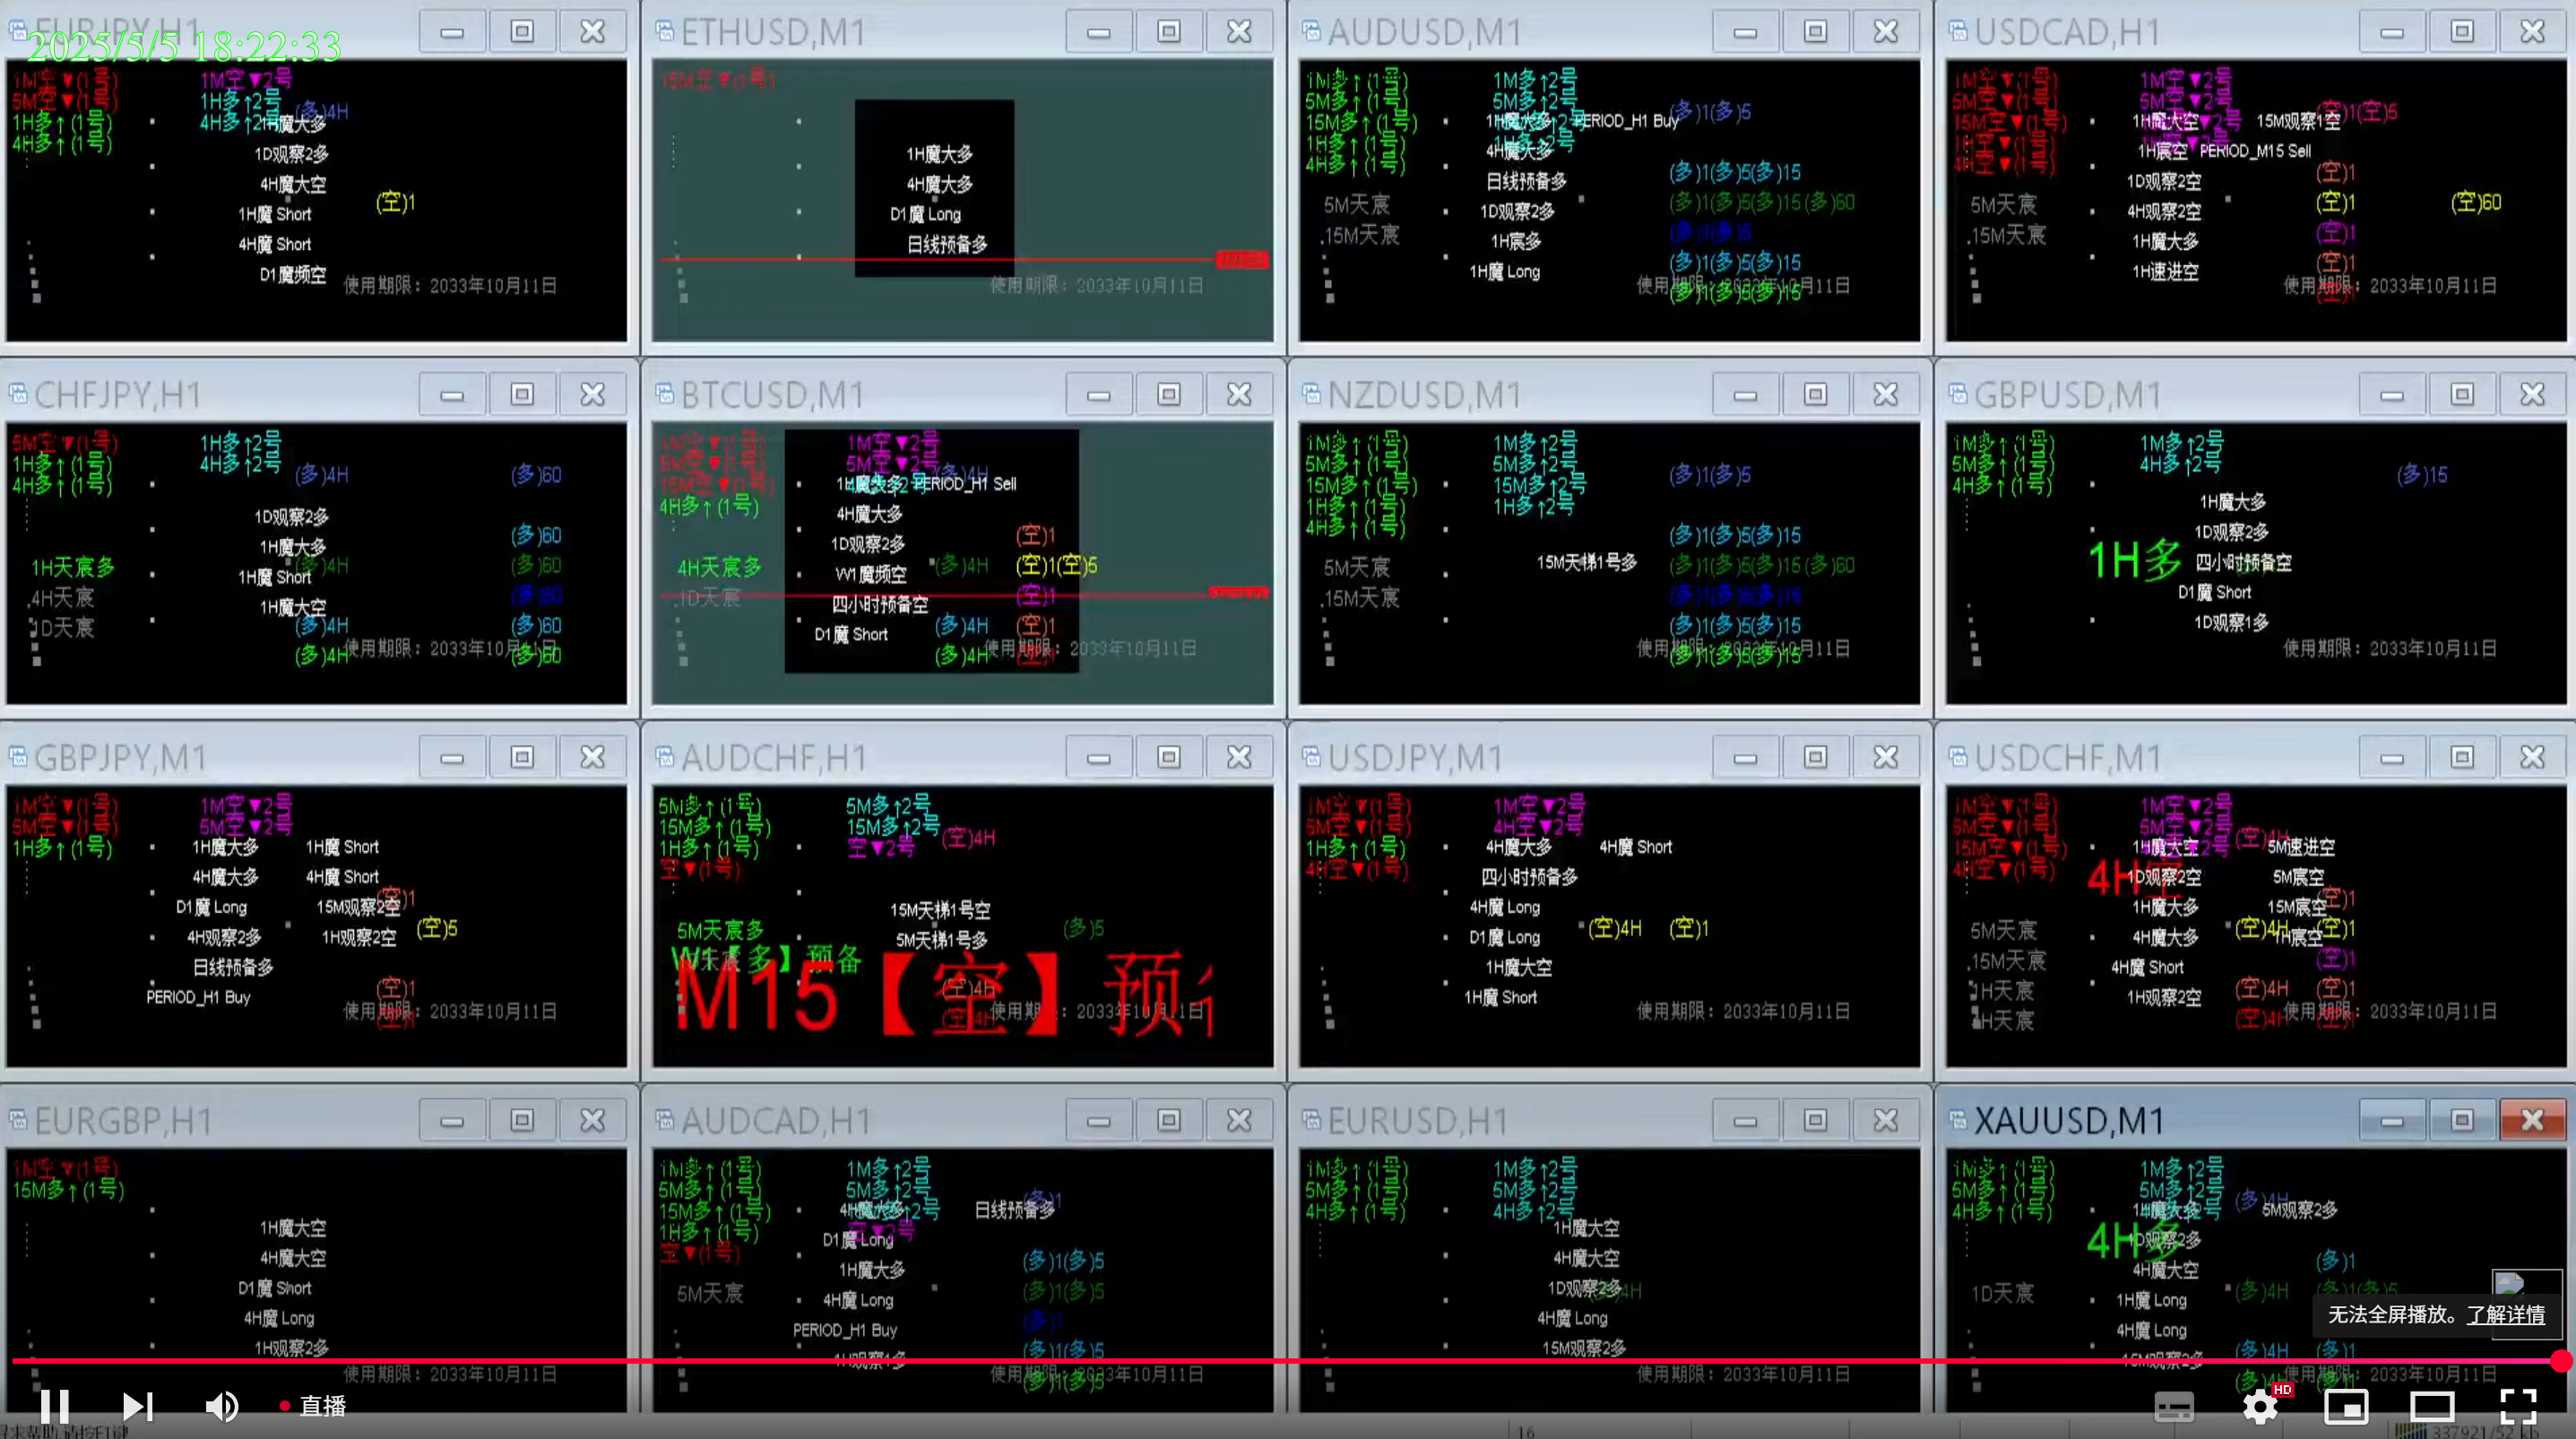 2025/5/5 18:22:33
EURJPY,H1
1M空▼(1号)
5M空▼(1号)
1H多↑(1号)
4H多↑(1号)
1M空▼2号
1H多↑2号
4H多↑2号
(多)4H
1H魔大多
1D观察2多
4H魔大空
(空)1
1H魔 Short
4H魔 Short
D1魔频空
使用期限：2033年10月11日
ETHUSD,M1
15M空▼(1号)
1H魔大多
4H魔大多
D1魔 Long
日线预备多
使用期限：2033年10月11日
AUDUSD,M1
1M多↑(1号)
5M多↑(1号)
15M多↑(1号)
1H多↑(1号)
4H多↑(1号)
1M多↑2号
5M多↑2号
1H多↑2号
(多)1(多)5
1H魔大多
PERIOD_H1 Buy
4H魔大多
日线预备多
(多)1(多)5(多)15
5M天宸
1D观察2多
(多)1(多)5(多)15(多)60
.15M天宸
1H宸多
(多)1(多)5
1H魔 Long
(多)1(多)5(多)15
使用期限：2033年10月11日
(多)1(多)5(多)15
USDCAD,H1
1M空▼(1号)
5M空▼(1号)
15M空▼(1号)
1H空▼(1号)
4H空▼(1号)
1M空▼2号
5M空▼2号
(空)1(空)5
1H魔大空
15M观察1空
1H宸空
PERIOD_M15 Sell
1D观察2空
(空)1
5M天宸
4H观察2空
(空)1
(空)60
.15M天宸
1H魔大多
(空)1
1H速进空
(空)1
使用期限：2033年10月11日
CHFJPY,H1
5M空▼(1号)
1H多↑(1号)
4H多↑(1号)
1H多↑2号
4H多↑2号
(多)4H
(多)60
1D观察2多
(多)60
1H魔大多
1H天宸多
(多)4H
(多)60
1H魔 Short
.4H天宸
(多)60
1H魔大空
1D天宸
(多)4H
(多)60
使用期限：2033年10月11日
(多)4H
(多)60
BTCUSD,M1
1M空▼(1号)
5M空▼(1号)
15M空▼(1号)
4H多↑(1号)
1M空▼2号
5M空▼2号
(多)4H
1H魔大多
PERIOD_H1 Sell
4H魔大多
1D观察2多
(空)1
4H天宸多
W1魔频空
(多)4H
(空)1(空)5
.1D天宸
四小时预备空
(空)1
D1魔 Short
(多)4H
(空)1
使用期限：2033年10月11日
(多)4H
NZDUSD,M1
1M多↑(1号)
5M多↑(1号)
15M多↑(1号)
1H多↑(1号)
4H多↑(1号)
1M多↑2号
5M多↑2号
15M多↑2号
1H多↑2号
(多)1(多)5
(多)1(多)5(多)15
5M天宸
15M天梯1号多
(多)1(多)5(多)15(多)60
.15M天宸
(多)1(多)5(多)15
(多)1(多)5(多)15
使用期限：2033年10月11日
(多)1(多)5(多)15
GBPUSD,M1
1M多↑(1号)
5M多↑(1号)
4H多↑(1号)
1M多↑2号
4H多↑2号
(多)15
1H魔大多
1D观察2多
1H多
四小时预备空
D1魔 Short
1D观察1多
使用期限：2033年10月11日
GBPJPY,M1
1M空▼(1号)
5M空▼(1号)
1H多↑(1号)
1M空▼2号
5M空▼2号
1H魔大多
1H魔 Short
4H魔大多
4H魔 Short
(空)1
D1魔 Long
15M观察2空
4H观察2多
1H观察2空
(空)5
日线预备多
(空)1
PERIOD_H1 Buy
使用期限：2033年10月11日
(空)1
AUDCHF,H1
5M多↑(1号)
15M多↑(1号)
1H多↑(1号)
空▼(1号)
5M多↑2号
15M多↑2号
空▼2号
(空)4H
15M天梯1号空
5M天宸多
5M天梯1号多
(多)5
W1【多】预备
M15【空】预
(空)4H
(空)4H
使用期限：2033年10月11日
USDJPY,M1
1M空▼(1号)
5M空▼(1号)
1H多↑(1号)
4H空▼(1号)
1M空▼2号
4H空▼2号
4H魔大多
4H魔 Short
四小时预备多
4H魔 Long
D1魔 Long
(空)4H
(空)1
1H魔大空
1H魔 Short
使用期限：2033年10月11日
USDCHF,M1
1M空▼(1号)
5M空▼(1号)
15M空▼(1号)
4H空▼(1号)
1M空▼2号
5M空▼2号
(空)4H
1H魔大空
5M速进空
4H空
1D观察2空
5M宸空
(空)1
1H魔大多
15M宸空
5M天宸
4H魔大多
(空)4H
1H宸空
(空)1
.15M天宸
4H魔 Short
(空)1
1H天宸
1H观察2空
(空)4H
(空)1
4H天宸
(空)4H
使用期限：2033年10月11日
EURGBP,H1
1M空▼(1号)
15M多↑(1号)
1H魔大空
4H魔大空
D1魔 Short
4H魔 Long
1H观察2多
使用期限：2033年10月11日
AUDCAD,H1
1M多↑(1号)
5M多↑(1号)
15M多↑(1号)
1H多↑(1号)
空▼(1号)
1M多↑2号
5M多↑2号
空▼2号
(多)1
4H魔大多
日线预备多
D1魔 Long
1H魔大多
(多)1(多)5
5M天宸
4H魔 Long
(多)1(多)5
PERIOD_H1 Buy
(多)1
1H观察1多
(多)1(多)5
使用期限：2033年10月11日
(多)1(多)5
EURUSD,H1
1M多↑(1号)
5M多↑(1号)
4H多↑(1号)
1M多↑2号
5M多↑2号
4H多↑2号
1H魔大空
4H魔大空
1D观察2多
4H魔 Long
15M观察2多
使用期限：2033年10月11日
XAUUSD,M1
1M多↑(1号)
5M多↑(1号)
4H多↑(1号)
1M多↑2号
5M多↑2号
(多)4H
1H魔大多
5M观察2多
4H多
1D观察2多
4H魔大空
(多)1
1D天宸
1H魔 Long
(多)4H
(多)1(多)5
4H魔 Long
15M观察2多
(多)4H
(多)1
使用期限：2033年10月11日
无法全屏播放。了解详情
直播
HD
16
337921/52 kb